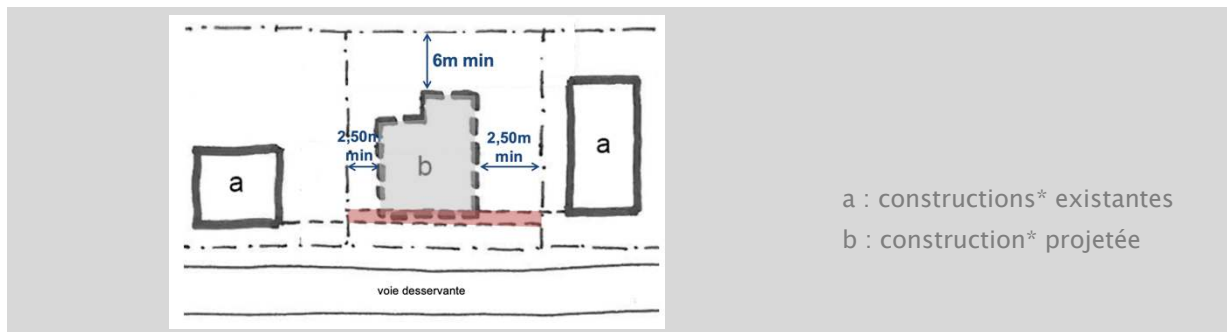 6m min
2,50m
min
2,50m
min
a
b
a
voie desservante
a : constructions* existantes
b : construction* projetée